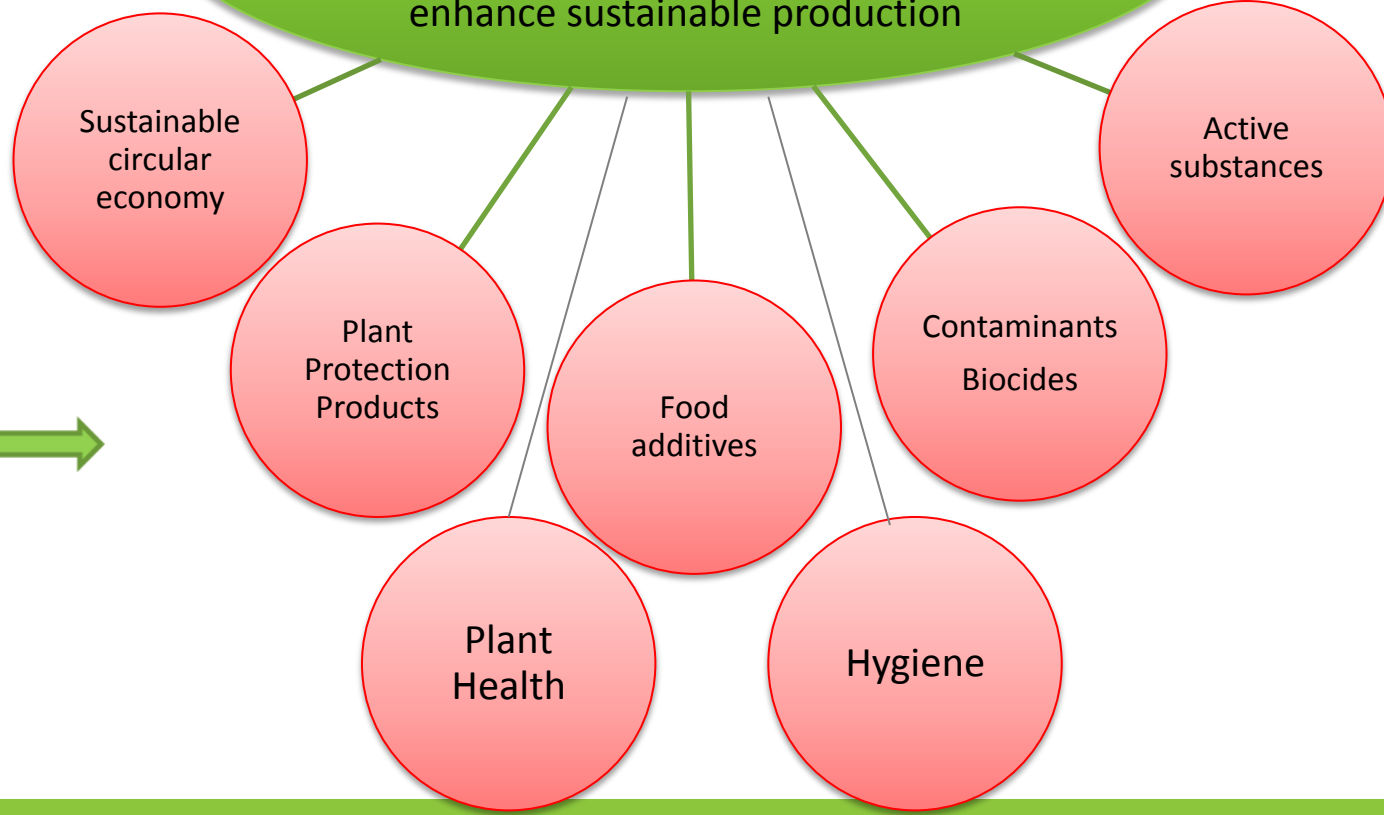 enhance sustainable production
Sustainable
circular
economy
Active
substances
Plant
Protection
Products
Contaminants
Biocides
Food
additives
Plant
Health
Hygiene